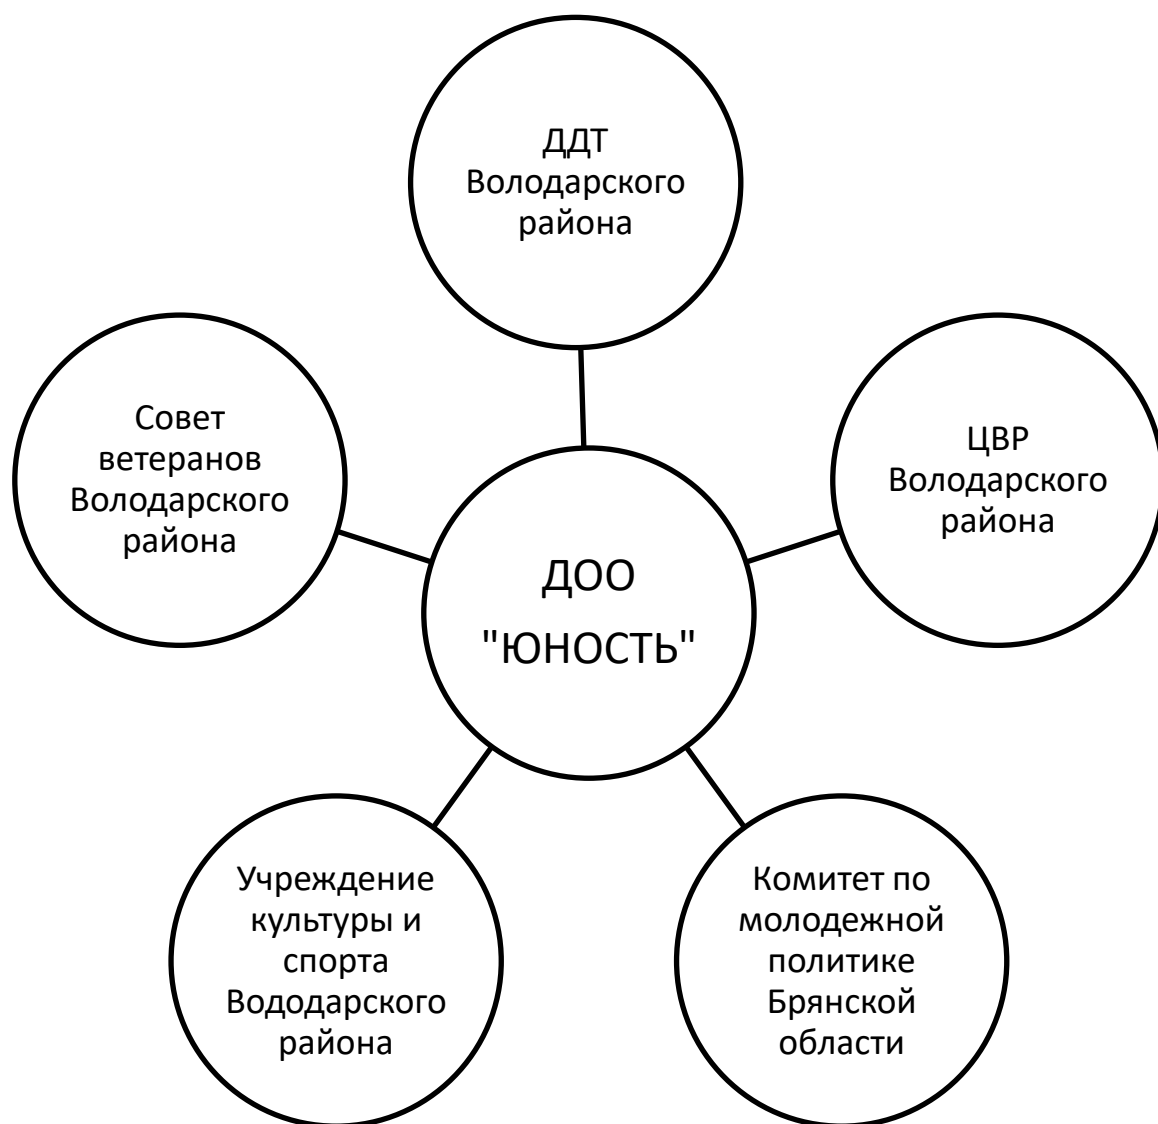 ДДТ
Володарского
района
Совет
ветеранов
Володарского
района
ЦВР
Володарского
района
ДОО
"ЮНОСТЬ"
Учреждение
культуры и
спорта
Вододарского
района
Комитет по
молодежной
политике
Брянской
области